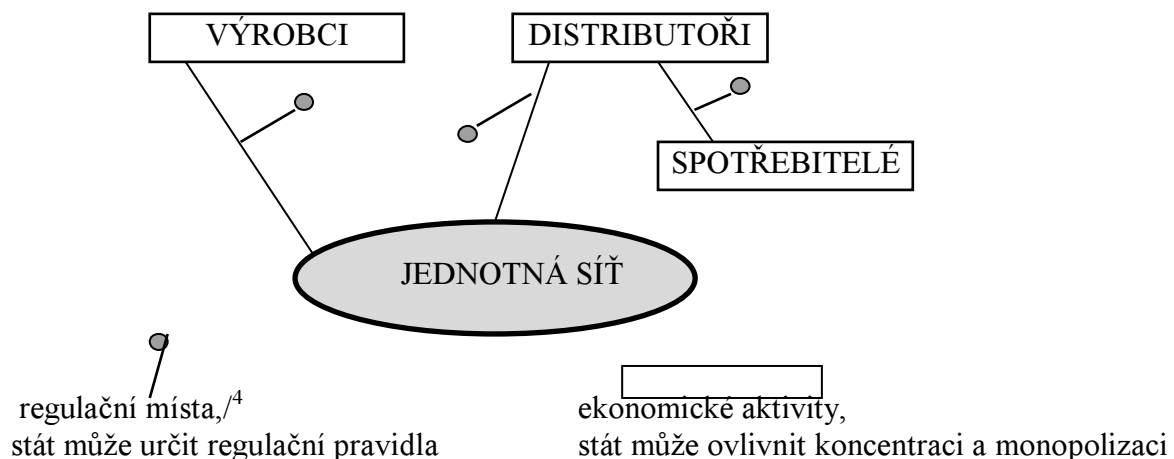 VÝROBCI
DISTRIBUTOŘI
SPOTŘEBITELÉ
JEDNOTNÁ SÍŤ
regulační místa,/⁴
stát může určit regulační pravidla
ekonomické aktivity,
stát může ovlivnit koncentraci a monopolizaci